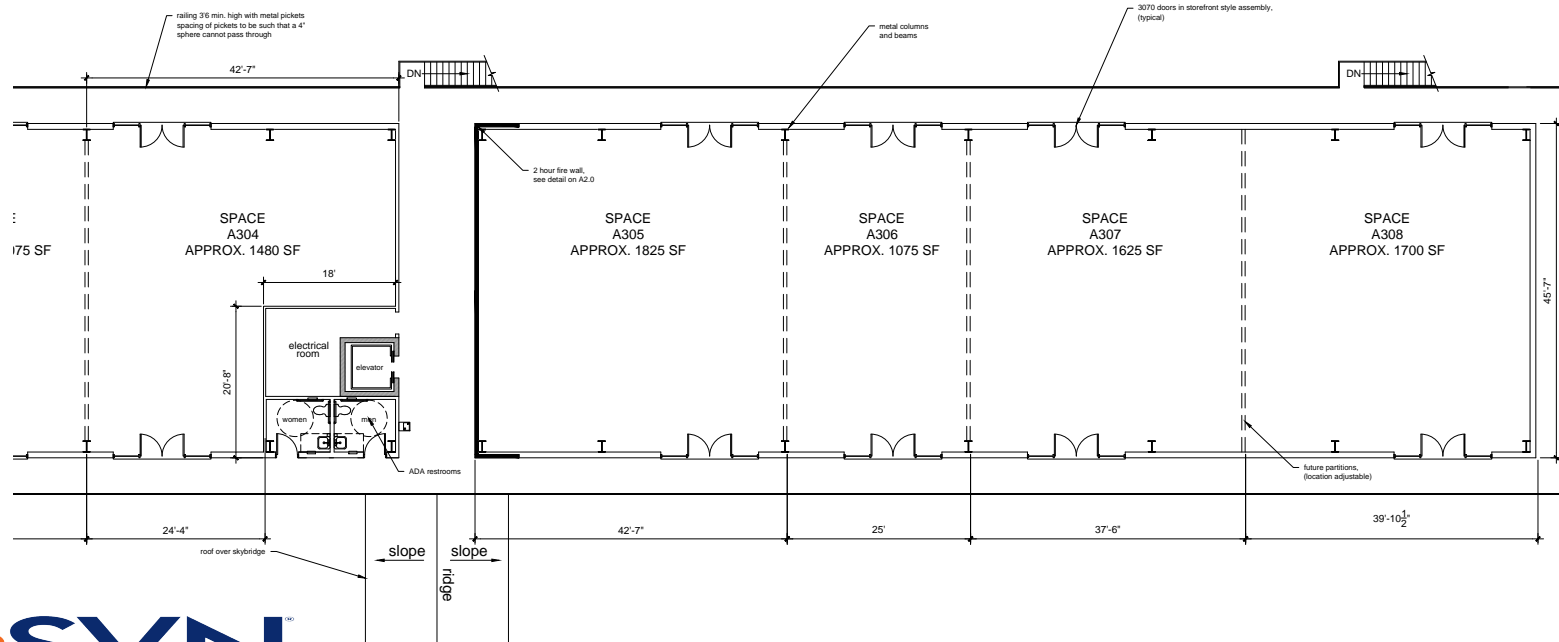 railing 3'6 min. high with metal pickets
spacing of pickets to be such that a 4"
sphere cannot pass through
3070 doors in storefront style assembly,
(typical)
metal columns
and beams
42'-7"
DN
DN
2 hour fire wall,
see detail on A2.0
075 SF
SPACE
A304
APPROX. 1480 SF
SPACE
A305
APPROX. 1825 SF
SPACE
A306
APPROX. 1075 SF
SPACE
A307
APPROX. 1625 SF
SPACE
A308
APPROX. 1700 SF
18'
45'-7"
electrical
room
elevator
20'-8"
women
men
ADA restrooms
future partitions,
(location adjustable)
24'-4"
42'-7"
25'
37'-6"
39'-10 1/2"
roof over skybridge
slope
slope
ridge
SVN®